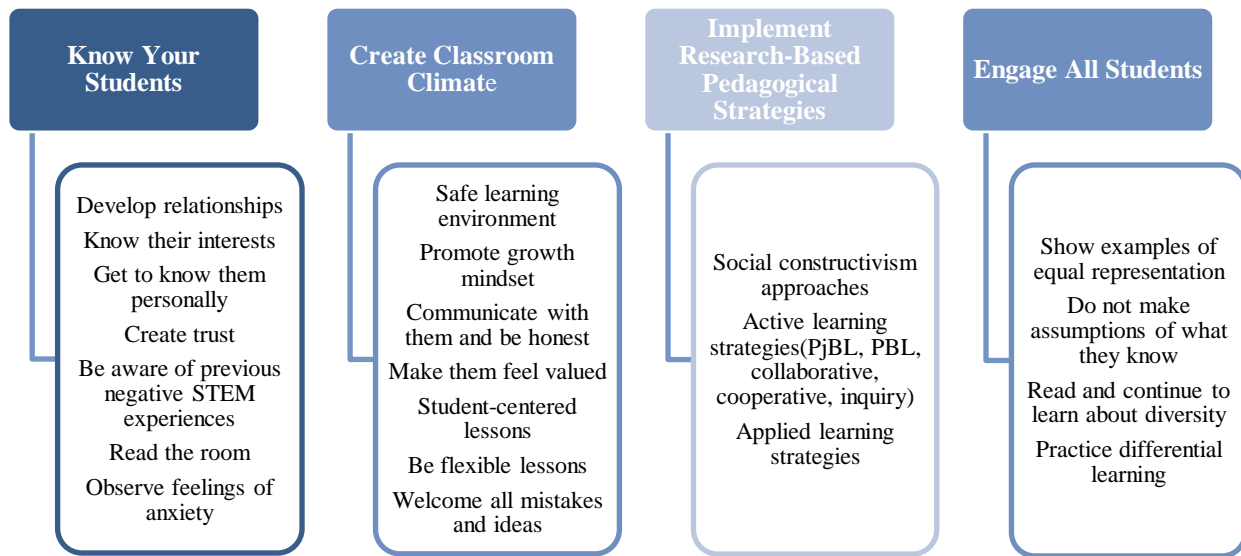 Know Your
Students
Develop relationships
Know their interests
Get to know them
personally
Create trust
Be aware of previous
negative STEM
experiences
Read the room
Observe feelings of
anxiety
Create Classroom
Climate
Safe learning
environment
Promote growth
mindset
Communicate with
them and be honest
Make them feel valued
Student-centered
lessons
Be flexible lessons
Welcome all mistakes
and ideas
Implement
Research-Based
Pedagogical
Strategies
Social constructivism
approaches
Active learning
strategies(PjBL, PBL,
collaborative,
cooperative, inquiry)
Applied learning
strategies
Engage All Students
Show examples of
equal representation
Do not make
assumptions of what
they know
Read and continue to
learn about diversity
Practice differential
learning